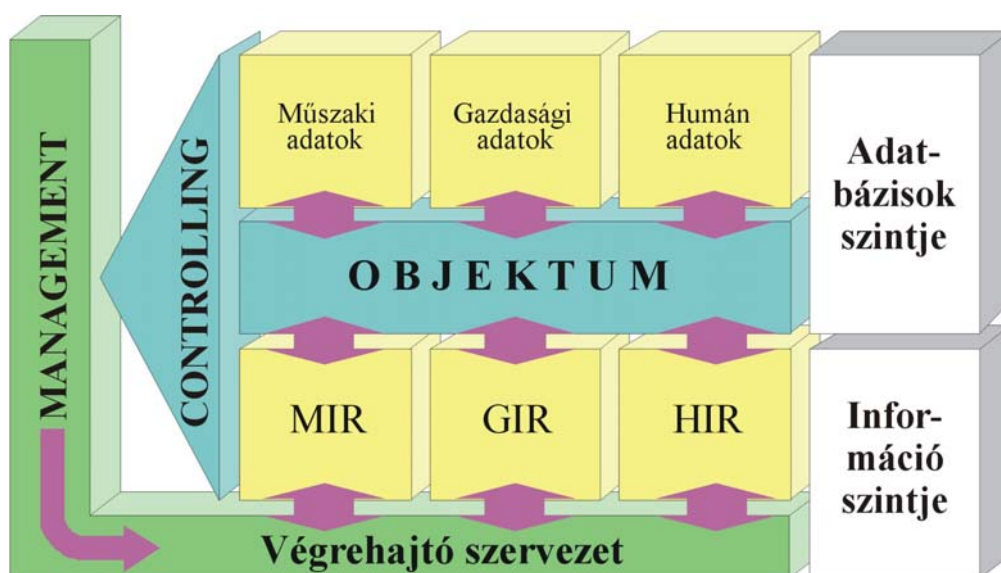 MANAGEMENT
CONTROLLING
Műszaki
adatok
Gazdasági
adatok
Humán
adatok
Adat-
bázisok
szintje
OBJEKTUM
MIR
GIR
HIR
Infor-
máció
szintje
Végrehajtó szervezet